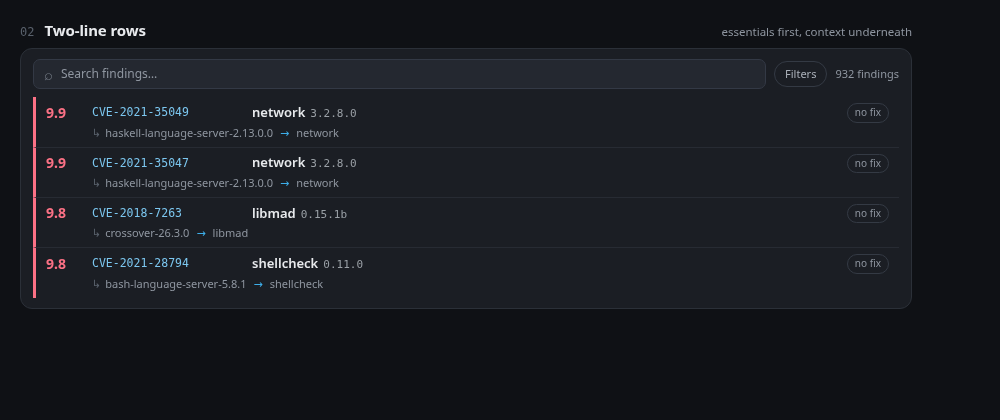 02 Two-line rows essentials first, context underneath
⌕ Search findings... Filters 932 findings
9.9 CVE-2021-35049 network 3.2.8.0 no fix
↳ haskell-language-server-2.13.0.0 → network
9.9 CVE-2021-35047 network 3.2.8.0 no fix
↳ haskell-language-server-2.13.0.0 → network
9.8 CVE-2018-7263 libmad 0.15.1b no fix
↳ crossover-26.3.0 → libmad
9.8 CVE-2021-28794 shellcheck 0.11.0 no fix
↳ bash-language-server-5.8.1 → shellcheck